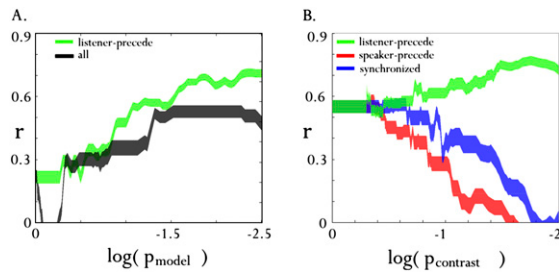 A.
0.9
0.6
r
0.3
0
listener-precede
all
0
-1.5
-2.5
log( p_model )
B.
0.9
0.6
r
0.3
0
listener-precede
speaker-precede
synchronized
0
-1
-2
log( p_contrast )